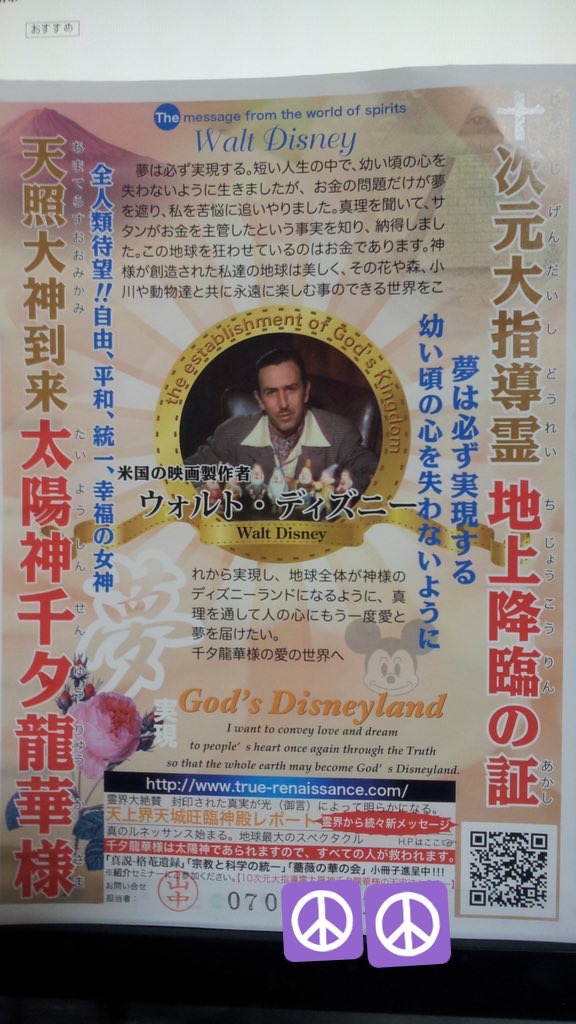 おすすめ
The message from the world of spirits
Walt Disney
十次元大指導霊 地上降臨の証
じげんだいしどうれい ちじょうこうりん あかし
夢は必ず実現する。短い人生の中で、幼い頃の心を
失わないように生きましたが、お金の問題だけが夢
を遮り、私を苦悩に追いやりました。真理を聞いて、サ
タンがお金を主管したという事実を知り、納得しまし
た。この地球を狂わせているのはお金であります。神
様が創造された私達の地球は美しく、その花や森、小
川や動物達と共に永遠に楽しむ事のできる世界をこ
the establishment of God's Kingdom
夢は必ず実現する
幼い頃の心を失わないように
米国の映画製作者
ウォルト・ディズニー
Walt Disney
れから実現し、地球全体が神様の
ディズニーランドになるように、真
理を通して人の心にもう一度愛と
夢を届けたい。
千夕龍華様の愛の世界へ
夢
実現
全人類待望!!自由、平和、統一、幸福の女神
あまてらすおおみかみ たいようしん せんゆうりゅうかさま
天照大神到来 太陽神千夕龍華様
God's Disneyland
I want to convey love and dream
to people's heart once again through the Truth
so that the whole earth may become God's Disneyland.
http://www.true-renaissance.com/
霊界大絶賛 封印された真実が光(御言)によって明らかになる。
天上界天城旺臨神殿レポート 霊界から続々新メッセージ
真のルネッサンス始まる。地球最大のスペクタクル H.P.はここ
千夕龍華様は太陽神であられますので、すべての人が救われます。
「真説・格菴遺録」「宗教と科学の統一」「薔薇の華の会」小冊子進呈中!!!
※紹介セミナーにご参加ください。
お問い合せ
担当者:
山中
070